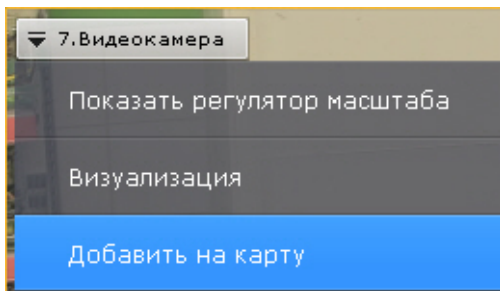 7.Видеокамера
Показать регулятор масштаба
Визуализация
Добавить на карту